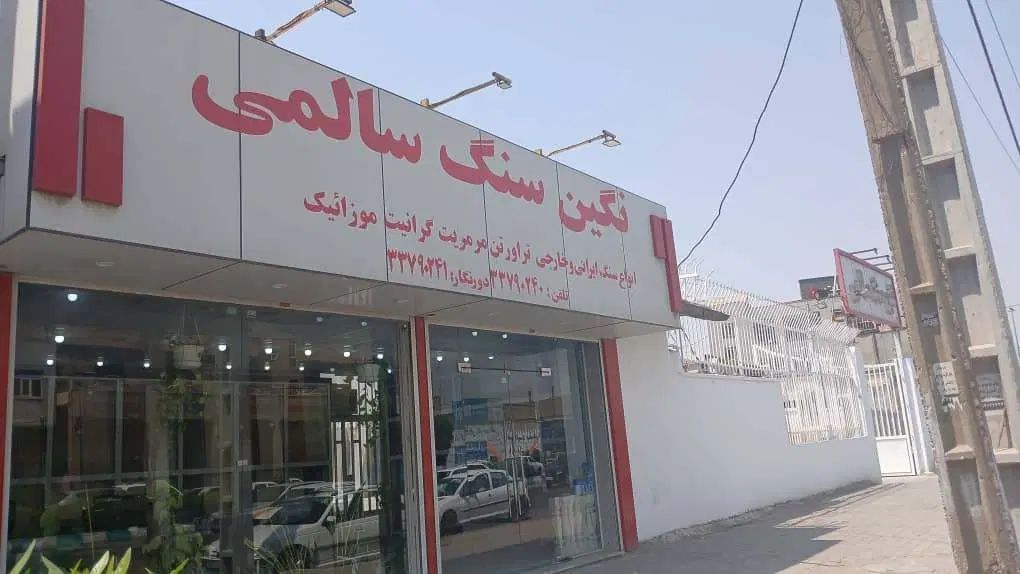 نگین سنگ سالمی
انواع سنگ ایرانی و خارجی تراورتن مرمریت گرانیت موزائیک
تلفن: ۳۳۷۹۰۲۴۰ دورنگار: ۳۳۷۹۰۲۴۱